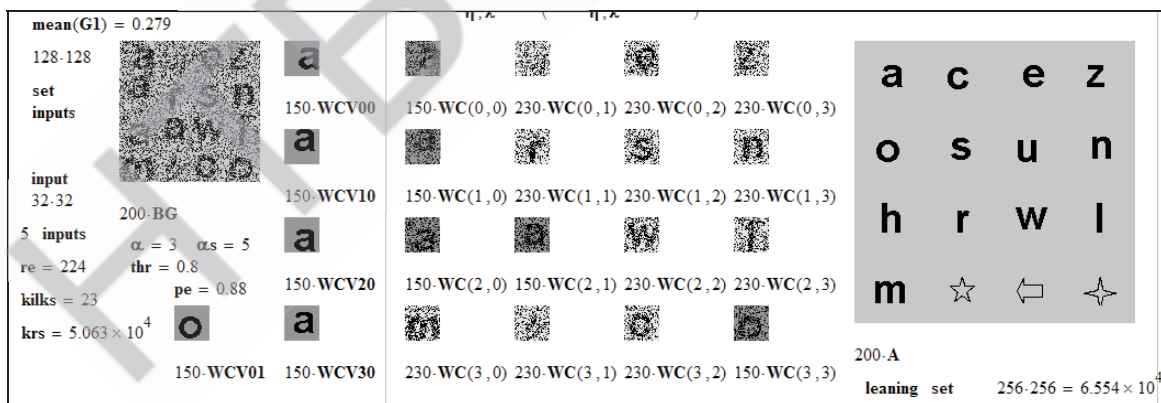 η,λ ( η,λ )
mean(G1) = 0.279
128·128
set
inputs
input
32·32
200·BG
5 inputs
α = 3 αs = 5
re = 224 thr = 0.8
pe = 0.88
kilks = 23
krs = 5.063 × 10^4
a
150·WCV00
a
150·WCV10
a
150·WCV20
o a
150·WCV01 150·WCV30
e z
150·WC(0,0) 230·WC(0,1) 230·WC(0,2) 230·WC(0,3)
r s n
150·WC(1,0) 230·WC(1,1) 230·WC(1,2) 230·WC(1,3)
a a w
150·WC(2,0) 150·WC(2,1) 230·WC(2,2) 230·WC(2,3)
m o
230·WC(3,0) 230·WC(3,1) 230·WC(3,2) 150·WC(3,3)
a c e z
o s u n
h r w l
m
200·A
leaning set 256·256 = 6.554 × 10^4